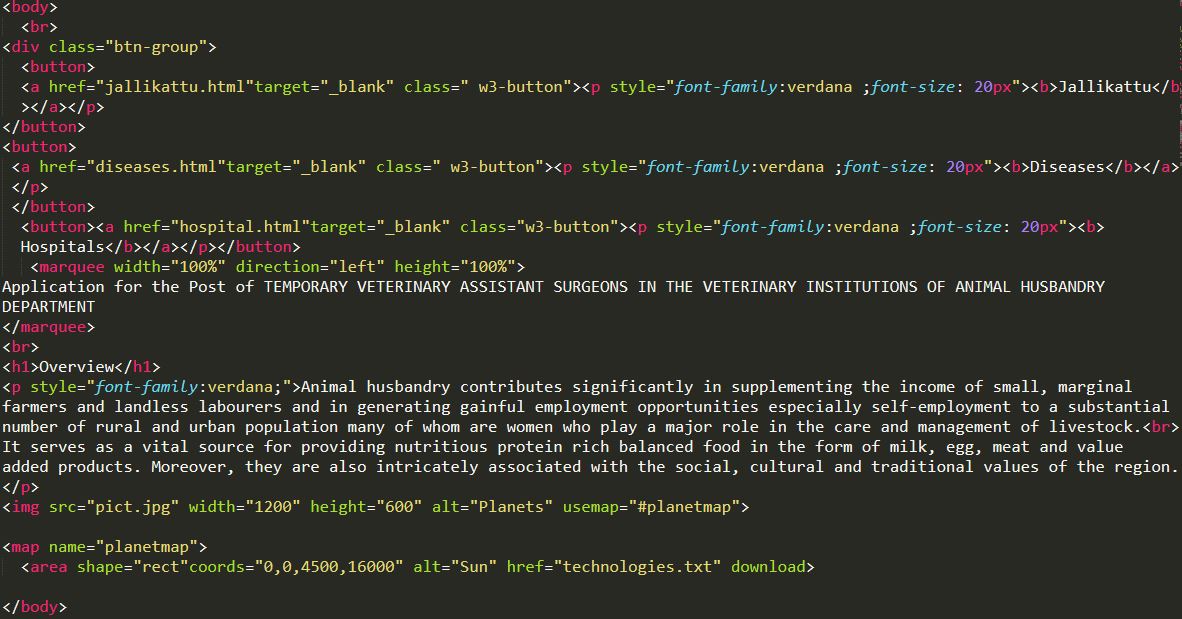 <body>
<br>
<div class="btn-group">
<button>
<a href="jallikattu.html"target="_blank" class=" w3-button"><p style="font-family:verdana ;font-size: 20px"><b>Jallikattu</b
></a></p>
</button>
<button>
<a href="diseases.html"target="_blank" class=" w3-button"><p style="font-family:verdana ;font-size: 20px"><b>Diseases</b></a>
</p>
</button>
<button><a href="hospital.html"target="_blank" class="w3-button"><p style="font-family:verdana ;font-size: 20px"><b>
Hospitals</b></a></p></button>
<marquee width="100%" direction="left" height="100%">
Application for the Post of TEMPORARY VETERINARY ASSISTANT SURGEONS IN THE VETERINARY INSTITUTIONS OF ANIMAL HUSBANDRY
DEPARTMENT
</marquee>
<br>
<h1>Overview</h1>
<p style="font-family:verdana;">Animal husbandry contributes significantly in supplementing the income of small, marginal
farmers and landless labourers and in generating gainful employment opportunities especially self-employment to a substantial
number of rural and urban population many of whom are women who play a major role in the care and management of livestock.<br>
It serves as a vital source for providing nutritious protein rich balanced food in the form of milk, egg, meat and value
added products. Moreover, they are also intricately associated with the social, cultural and traditional values of the region.
</p>
<img src="pict.jpg" width="1200" height="600" alt="Planets" usemap="#planetmap">
<map name="planetmap">
<area shape="rect"coords="0,0,4500,16000" alt="Sun" href="technologies.txt" download>
</body>